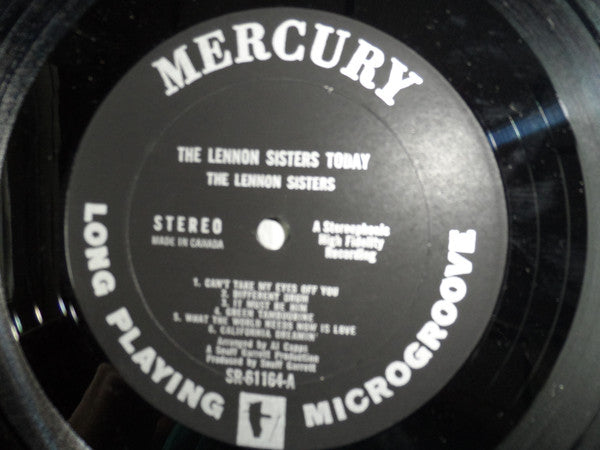 MERCURY
THE LENNON SISTERS TODAY
THE LENNON SISTERS
STEREO
MADE IN CANADA
A Stereophonic
High Fidelity
Recording
1. CAN'T TAKE MY EYES OFF YOU
2. DIFFERENT DRUM
3. IT MUST BE HIM
4. GREEN TAMBOURINE
5. WHAT THE WORLD NEEDS NOW IS LOVE
6. CALIFORNIA DREAMIN'
Arranged by Al Capps
A Snuff Garrett Production
Produced by Snuff Garrett
SR-61164-A
LONG PLAYING MICROGROOVE